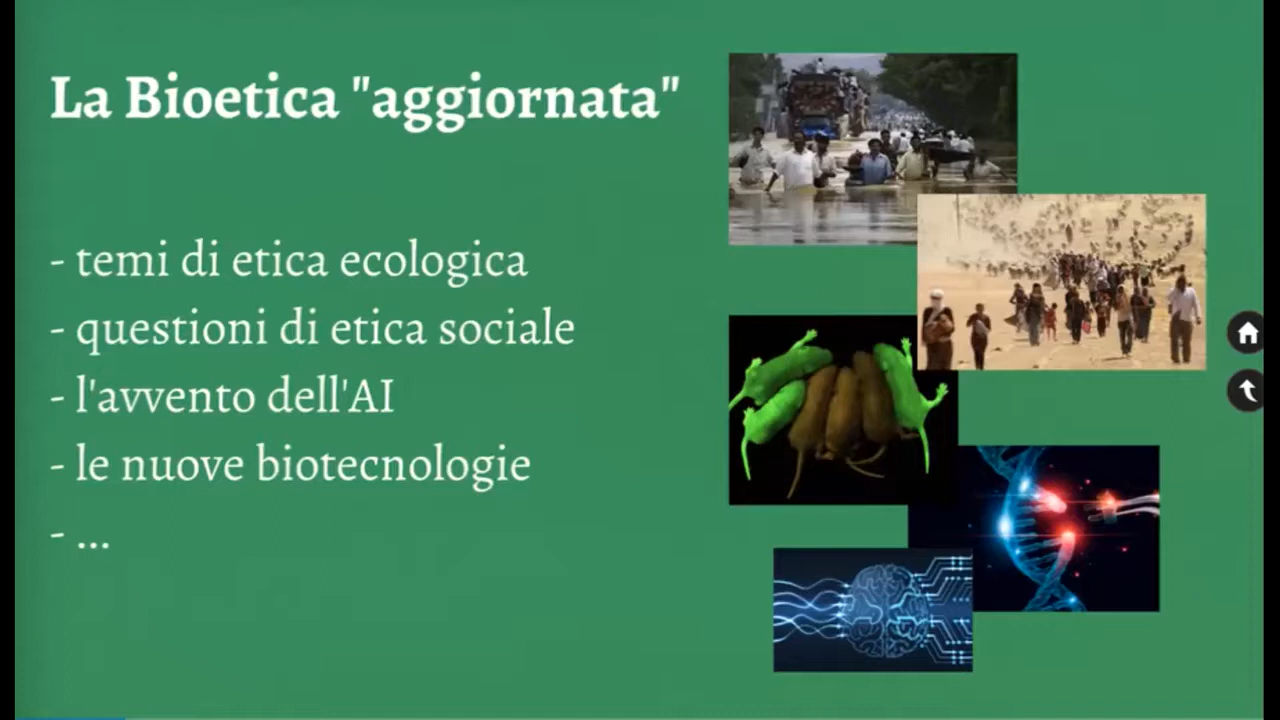 La Bioetica "aggiornata"
- temi di etica ecologica
- questioni di etica sociale
- l'avvento dell'AI
- le nuove biotecnologie
- ...